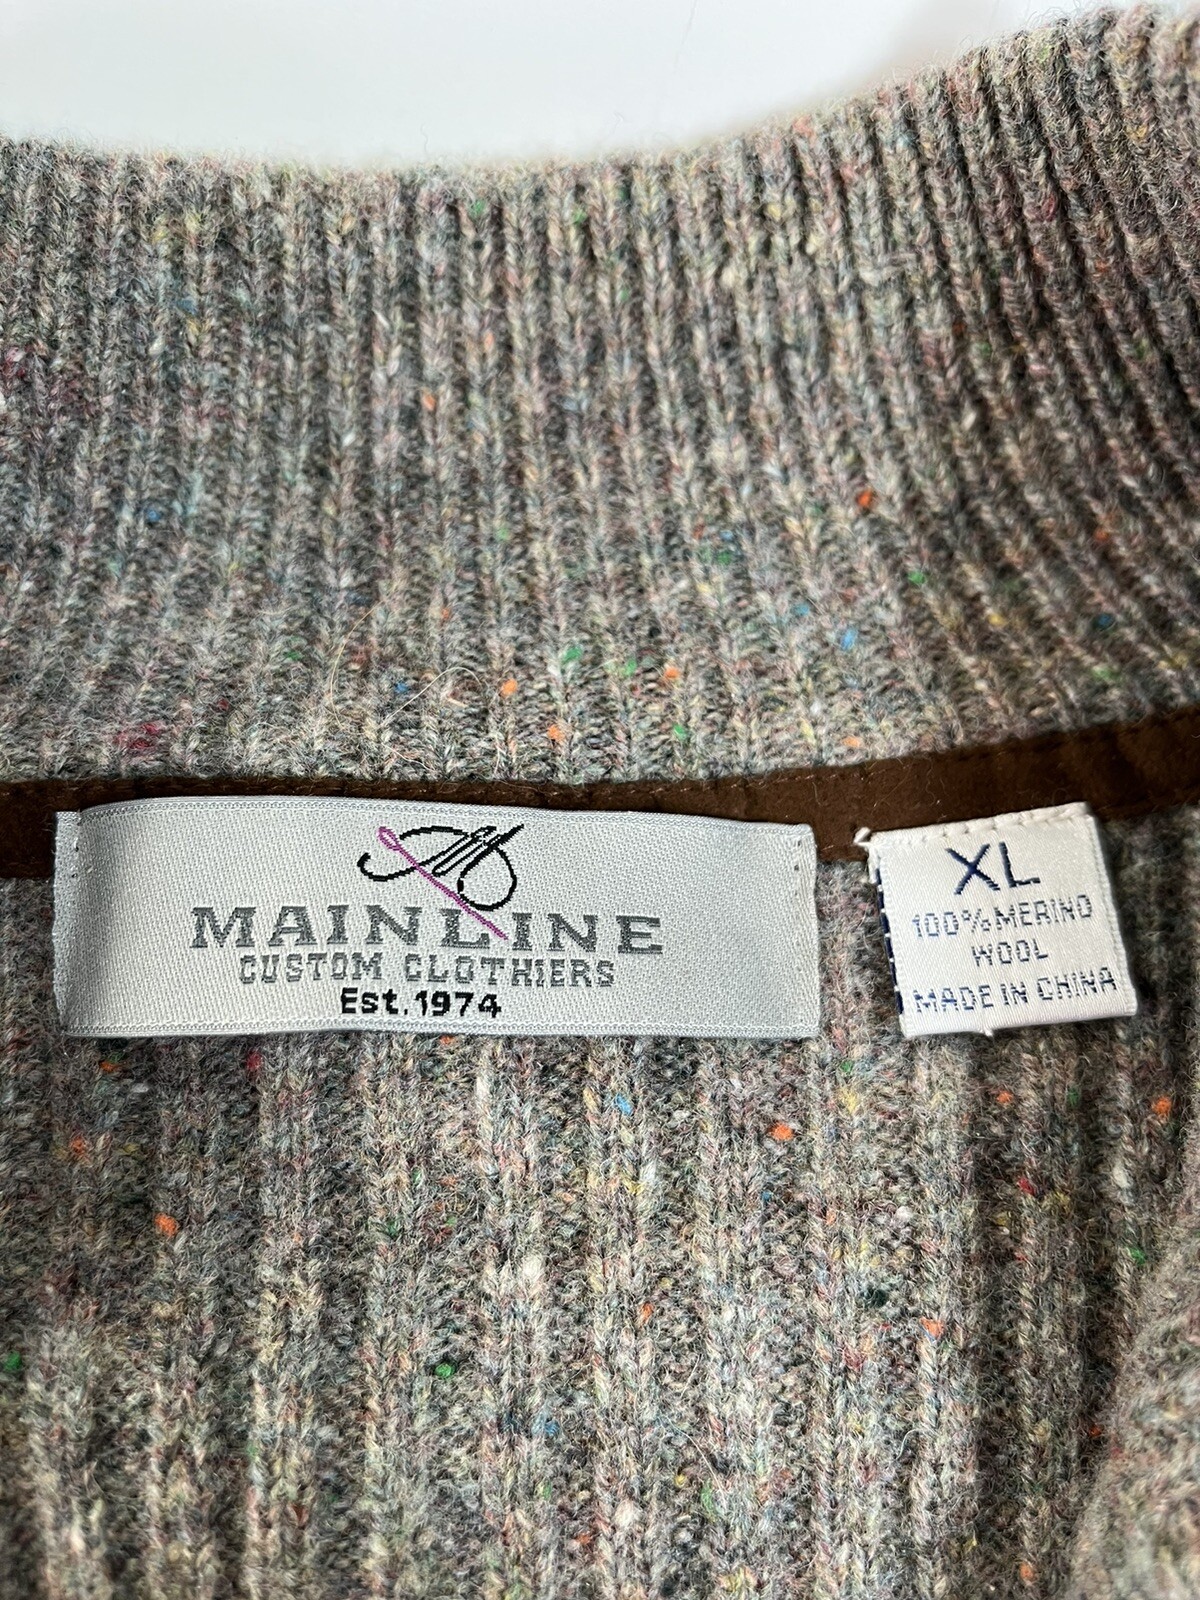 M
MAINLINE
CUSTOM CLOTHIERS
Est.1974
XL
100% MERINO
WOOL
MADE IN CHINA